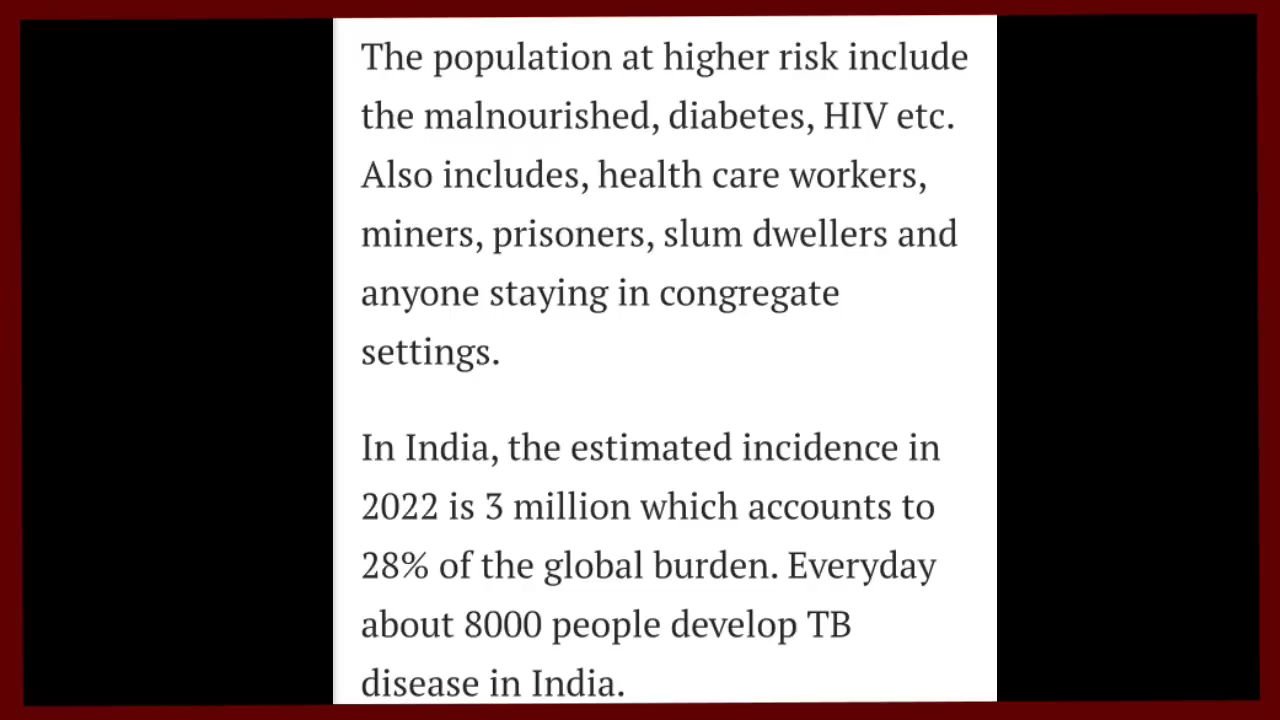 The population at higher risk include
the malnourished, diabetes, HIV etc.
Also includes, health care workers,
miners, prisoners, slum dwellers and
anyone staying in congregate
settings.
In India, the estimated incidence in
2022 is 3 million which accounts to
28% of the global burden. Everyday
about 8000 people develop TB
disease in India.